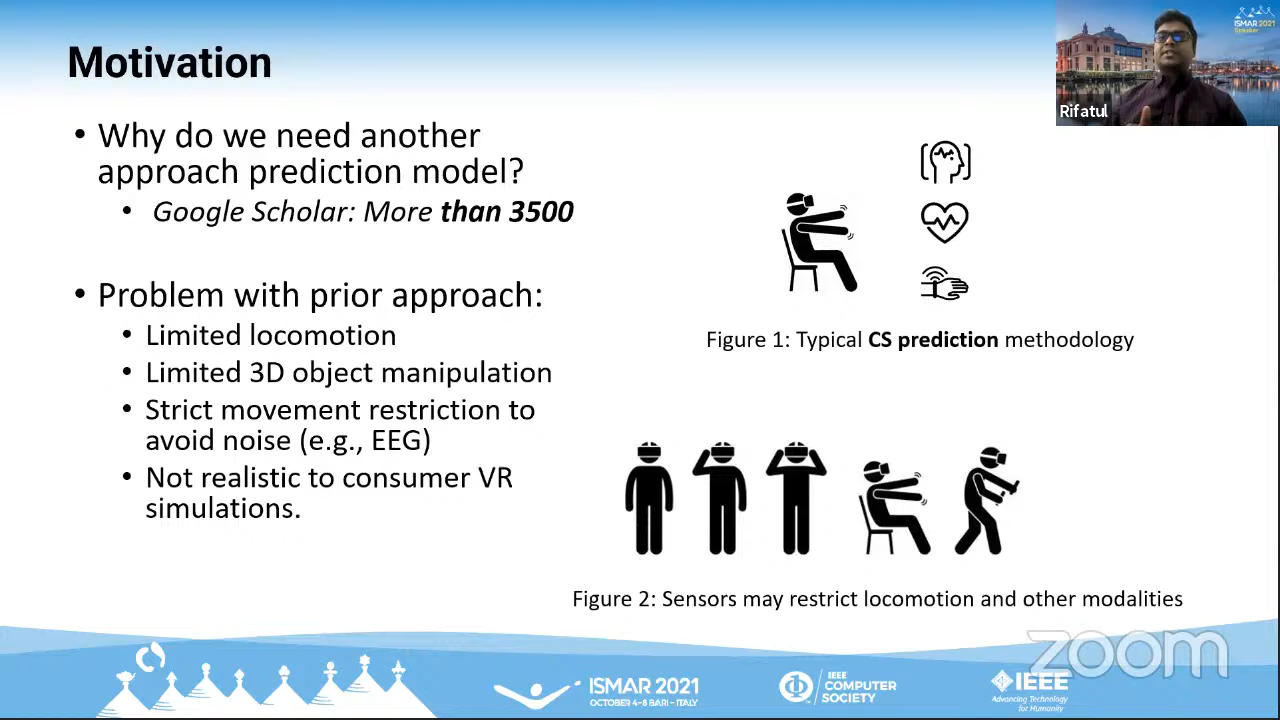 Motivation
• Why do we need another
approach prediction model?
• Google Scholar: More than 3500
• Problem with prior approach:
• Limited locomotion
• Limited 3D object manipulation
• Strict movement restriction to
avoid noise (e.g., EEG)
• Not realistic to consumer VR
simulations.
ISMAR 2021
Speaker
Rifatul
Figure 1: Typical CS prediction methodology
Figure 2: Sensors may restrict locomotion and other modalities
zoom
ISMAR 2021
OCTOBER 4-8 BARI - ITALY
IEEE
COMPUTER
SOCIETY
IEEE
Advancing Technology
for Humanity